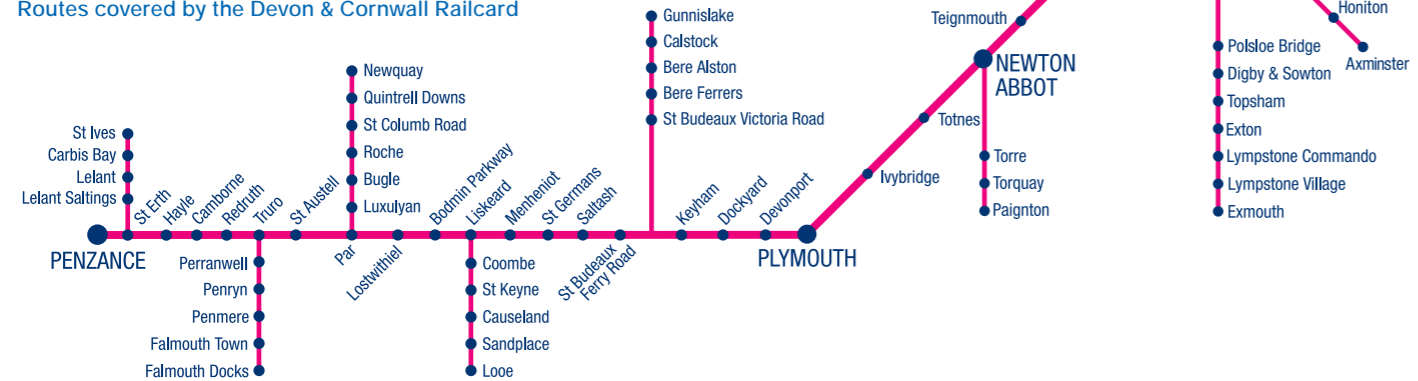 Routes covered by the Devon & Cornwall Railcard
Gunnislake
Calstock
Bere Alston
Bere Ferrers
St Budeaux Victoria Road
Newquay
Quintrell Downs
St Columb Road
Roche
Bugle
Luxulyan
St Ives
Carbis Bay
Lelant
Lelant Saltings
PENZANCE
St Erth
Hayle
Camborne
Redruth
Truro
St Austell
Par
Lostwithiel
Bodmin Parkway
Liskeard
Menheniot
St Germans
Saltash
St Budeaux
Ferry Road
Keyham
Dockyard
Devonport
PLYMOUTH
Perranwell
Penryn
Penmere
Falmouth Town
Falmouth Docks
Coombe
St Keyne
Causeland
Sandplace
Looe
Ivybridge
Totnes
NEWTON
ABBOT
Teignmouth
Torre
Torquay
Paignton
Polsloe Bridge
Digby & Sowton
Topsham
Exton
Lympstone Commando
Lympstone Village
Exmouth
Honiton
Axminster